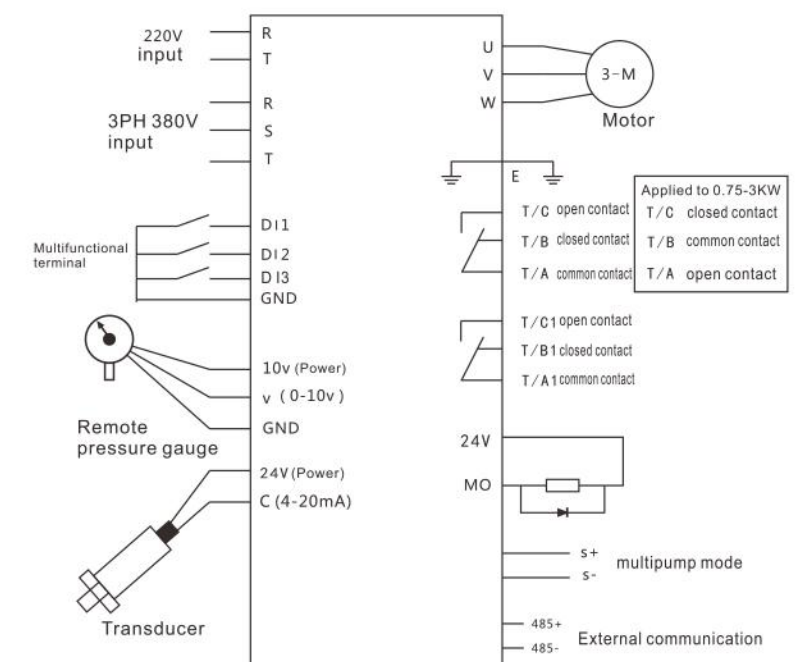 220V
input
R
T
3PH 380V
input
R
S
T
Multifunctional
terminal
DI1
DI2
DI3
GND
10v (Power)
v (0-10v)
GND
Remote
pressure gauge
24V(Power)
C (4-20mA)
Transducer
U
V
W
3-M
Motor
E
T/C open contact
T/B closed contact
T/A common contact
Applied to 0.75-3KW
T/C closed contact
T/B common contact
T/A open contact
T/C1 open contact
T/B1 closed contact
T/A1 common contact
24V
MO
s+
s-
multipump mode
485+
485-
External communication